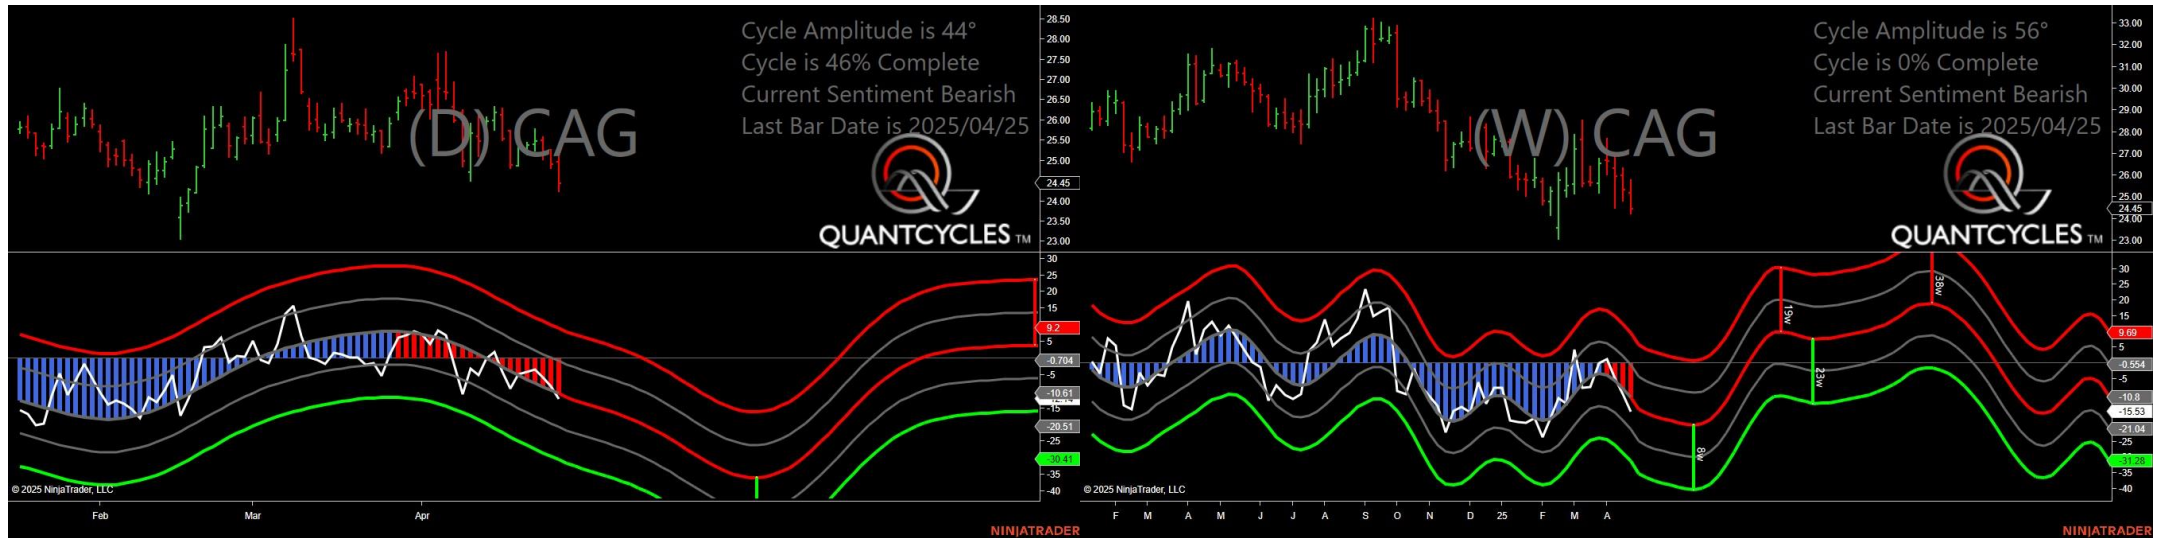 Cycle Amplitude is 44°
Cycle is 46% Complete
Current Sentiment Bearish
Last Bar Date is 2025/04/25
(D) CAG
QUANTCYCLES TM
28.50
28.00
27.50
27.00
26.50
26.00
25.50
25.00
24.45
24.00
23.50
23.00
30
25
20
15
9.2
5
-0.704
-5
-10.61
-15
-20.51
-25
-30.41
-35
-40
© 2025 NinjaTrader, LLC
Feb Mar Apr
NINJATRADER
Cycle Amplitude is 56°
Cycle is 0% Complete
Current Sentiment Bearish
Last Bar Date is 2025/04/25
(W) CAG
QUANTCYCLES TM
33.00
32.00
31.00
30.00
29.00
28.00
27.00
26.00
25.00
24.45
24.00
23.00
19w
38w
23w
8w
30
25
20
15
9.69
5
-0.554
-5
-10.8
-15.53
-21.04
-25
-31.28
-35
-40
© 2025 NinjaTrader, LLC
F M A M J J A S O N D 25 F M A
NINJATRADER